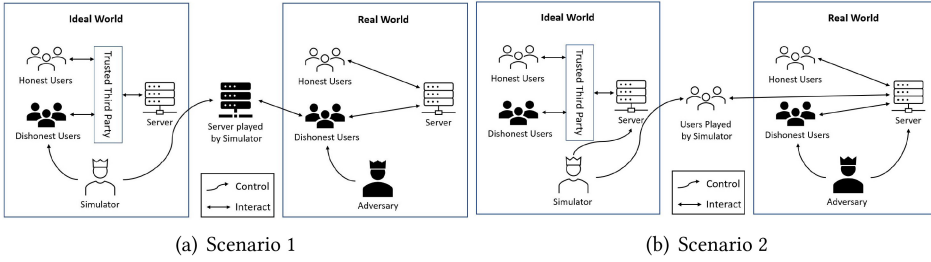 Ideal World
Honest Users
Trusted Third Party
Dishonest Users
Server
Simulator
Server played
by Simulator
Control
Interact
Real World
Honest Users
Dishonest Users
Server
Adversary
(a) Scenario 1
Ideal World
Honest Users
Trusted Third Party
Dishonest Users
Server
Simulator
Users Played
by Simulator
Control
Interact
Real World
Honest Users
Dishonest Users
Server
Adversary
(b) Scenario 2